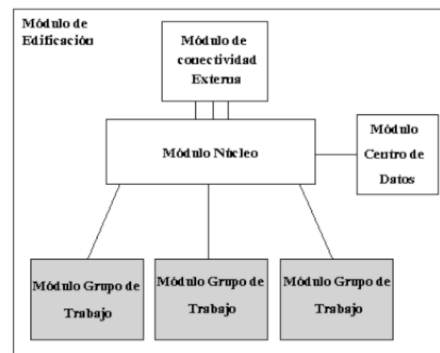 Módulo de
Edificación
Módulo de
conectividad
Externa
Módulo Núcleo
Módulo
Centro de
Datos
Módulo Grupo de
Trabajo
Módulo Grupo de
Trabajo
Módulo Grupo de
Trabajo